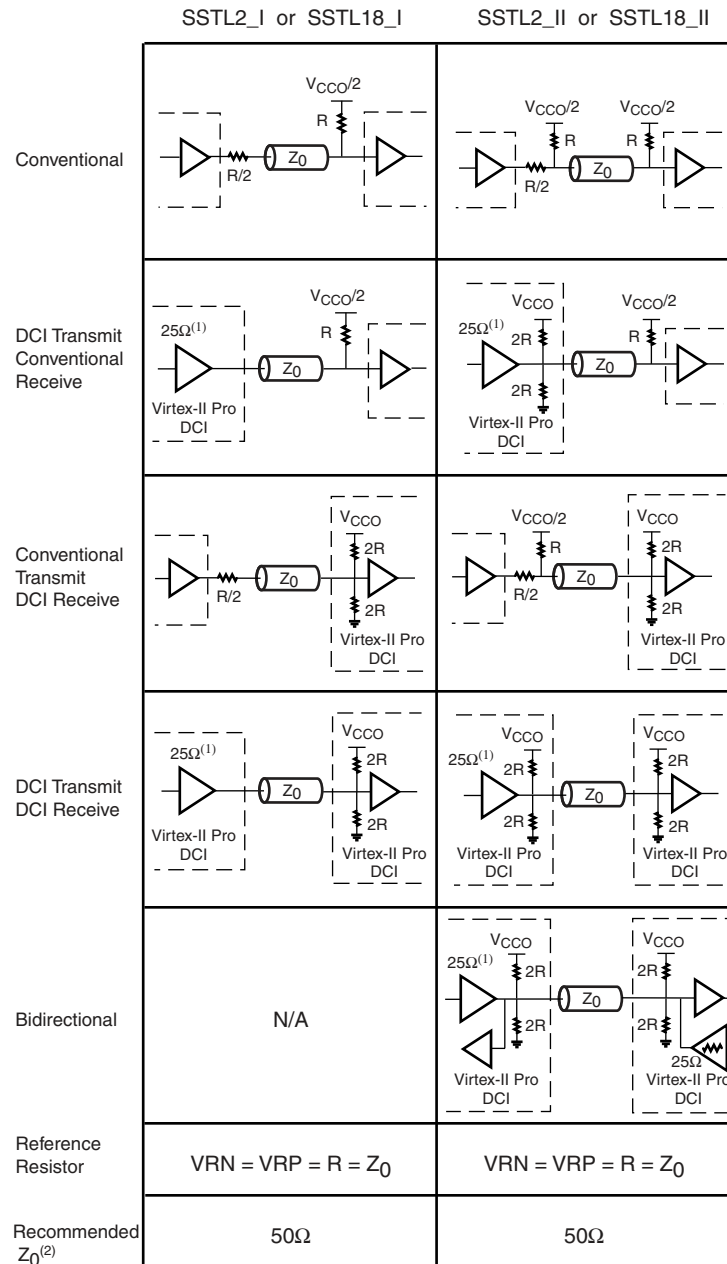 SSTL2_I or SSTL18_I
SSTL2_II or SSTL18_II
Conventional
R/2
Z0
R
VCCO/2
R/2
VCCO/2
R
Z0
VCCO/2
R
DCI Transmit
Conventional
Receive
25Ω(1)
Virtex-II Pro
DCI
Z0
VCCO/2
R
25Ω(1)
VCCO
2R
2R
Virtex-II Pro
DCI
Z0
VCCO/2
R
Conventional
Transmit
DCI Receive
R/2
Z0
VCCO
2R
2R
Virtex-II Pro
DCI
R/2
VCCO/2
R
Z0
VCCO
2R
2R
Virtex-II Pro
DCI
DCI Transmit
DCI Receive
25Ω(1)
Virtex-II Pro
DCI
Z0
VCCO
2R
2R
Virtex-II Pro
DCI
25Ω(1)
VCCO
2R
2R
Virtex-II Pro
DCI
Z0
VCCO
2R
2R
Virtex-II Pro
DCI
Bidirectional
N/A
25Ω(1)
VCCO
2R
2R
Virtex-II Pro
DCI
Z0
VCCO
2R
2R
25Ω
Virtex-II Pro
DCI
Reference
Resistor
VRN = VRP = R = Z0
VRN = VRP = R = Z0
Recommended
Z0(2)
50Ω
50Ω